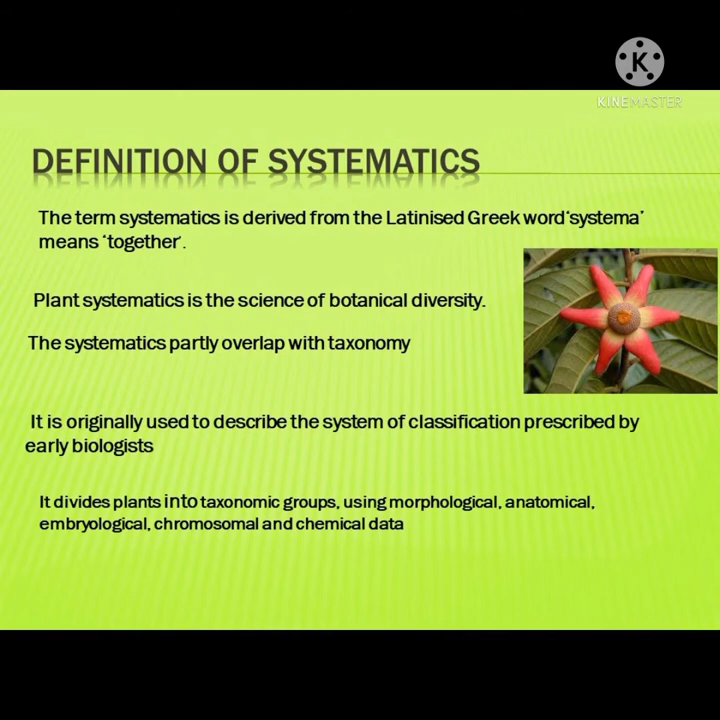 K
KINEMASTER
DEFINITION OF SYSTEMATICS
The term systematics is derived from the Latinised Greek word‘systema’
means ‘together’.
Plant systematics is the science of botanical diversity.
The systematics partly overlap with taxonomy
It is originally used to describe the system of classification prescribed by
early biologists
It divides plants into taxonomic groups, using morphological, anatomical,
embryological, chromosomal and chemical data